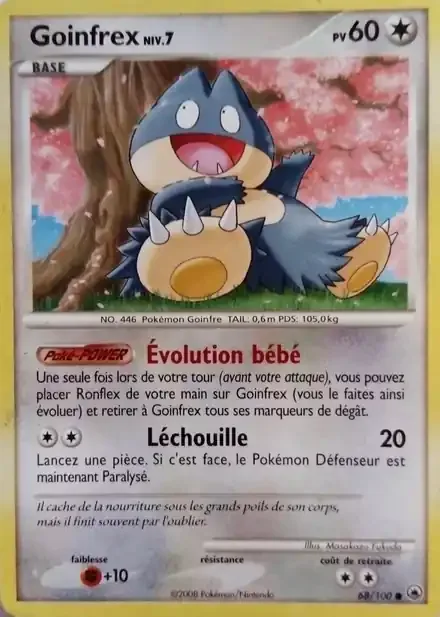 Goinfrex NIV.7 PV 60
BASE
NO. 446 Pokémon Goinfre TAIL: 0,6m PDS: 105,0kg
Poké-POWER Évolution bébé
Une seule fois lors de votre tour (avant votre attaque), vous pouvez
placer Ronflex de votre main sur Goinfrex (vous le faites ainsi
évoluer) et retirer à Goinfrex tous ses marqueurs de dégât.
Léchouille 20
Lancez une pièce. Si c'est face, le Pokémon Défenseur est
maintenant Paralysé.
Il cache de la nourriture sous les grands poils de son corps,
mais il finit souvent par l'oublier.
Illus. Masakazu Fukuda
faiblesse résistance coût de retraite
+10
©2008 Pokémon/Nintendo 68/100